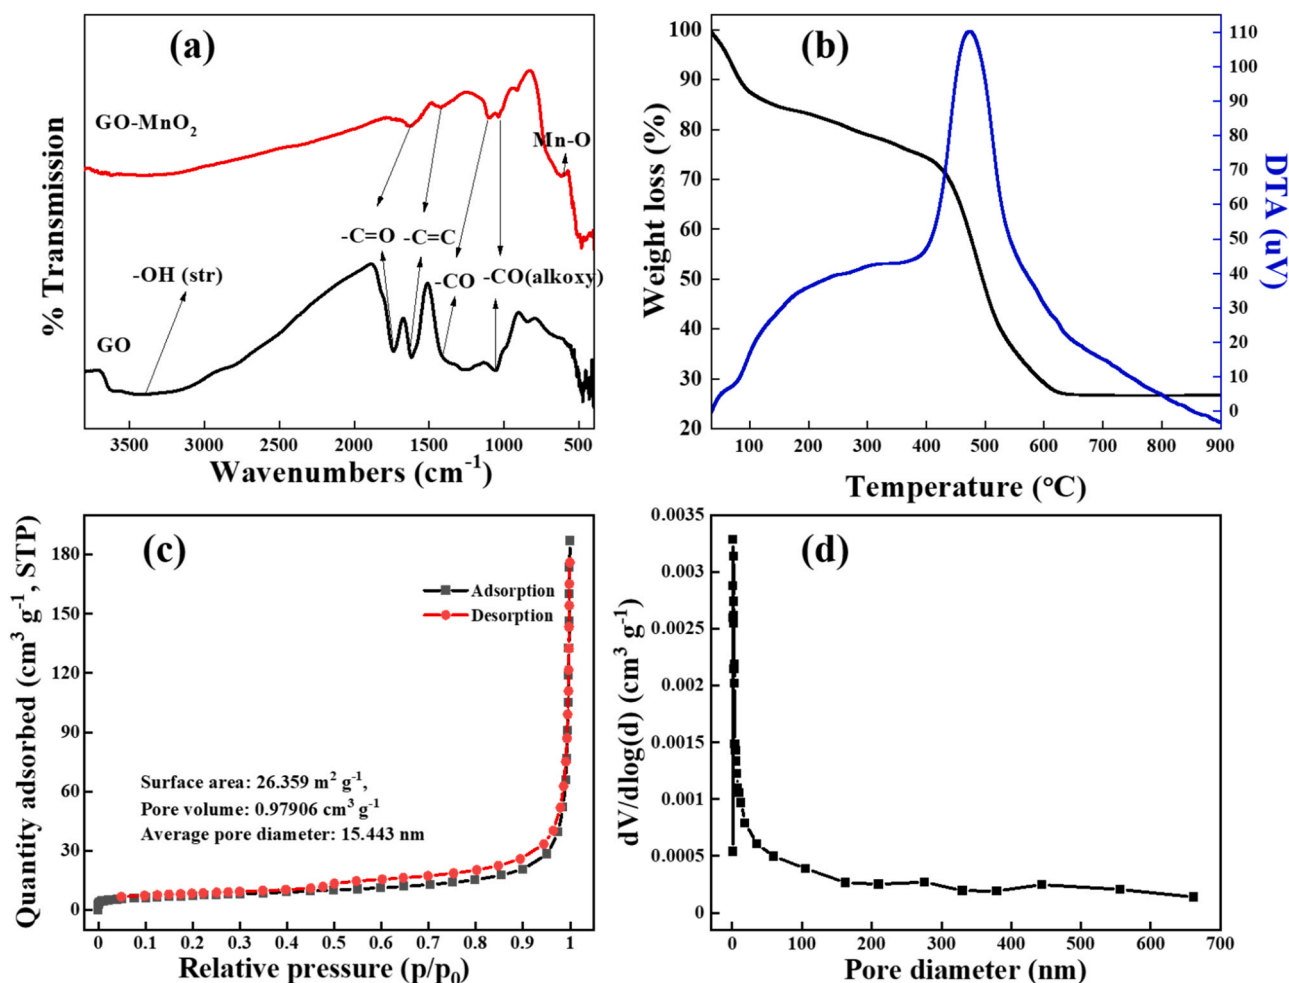 (a)
GO-MnO2
Mn-O
-C=O
-C=C
-OH (str)
-CO
-CO(alkoxy)
GO
% Transmission
3500 3000 2000 1500 1000 500
Wavenumbers (cm-1)
(b)
100
90
80
70
60
50
40
30
20
Weight loss (%)
110
100
90
80
70
60
50
40
30
20
10
0
DTA (uV)
100 200 300 400 500 600 700 800 900
Temperature (°C)
(c)
180
150
120
90
60
30
0
Quantity adsorbed (cm3 g-1, STP)
Adsorption
Desorption
Surface area: 26.359 m2 g-1,
Pore volume: 0.97906 cm3 g-1
Average pore diameter: 15.443 nm
0 0.1 0.2 0.3 0.4 0.5 0.6 0.7 0.8 0.9 1
Relative pressure (p/p0)
(d)
0.0035
0.003
0.0025
0.002
0.0015
0.001
0.0005
0
dV/dlog(d) (cm3 g-1)
0 100 200 300 400 500 600 700
Pore diameter (nm)